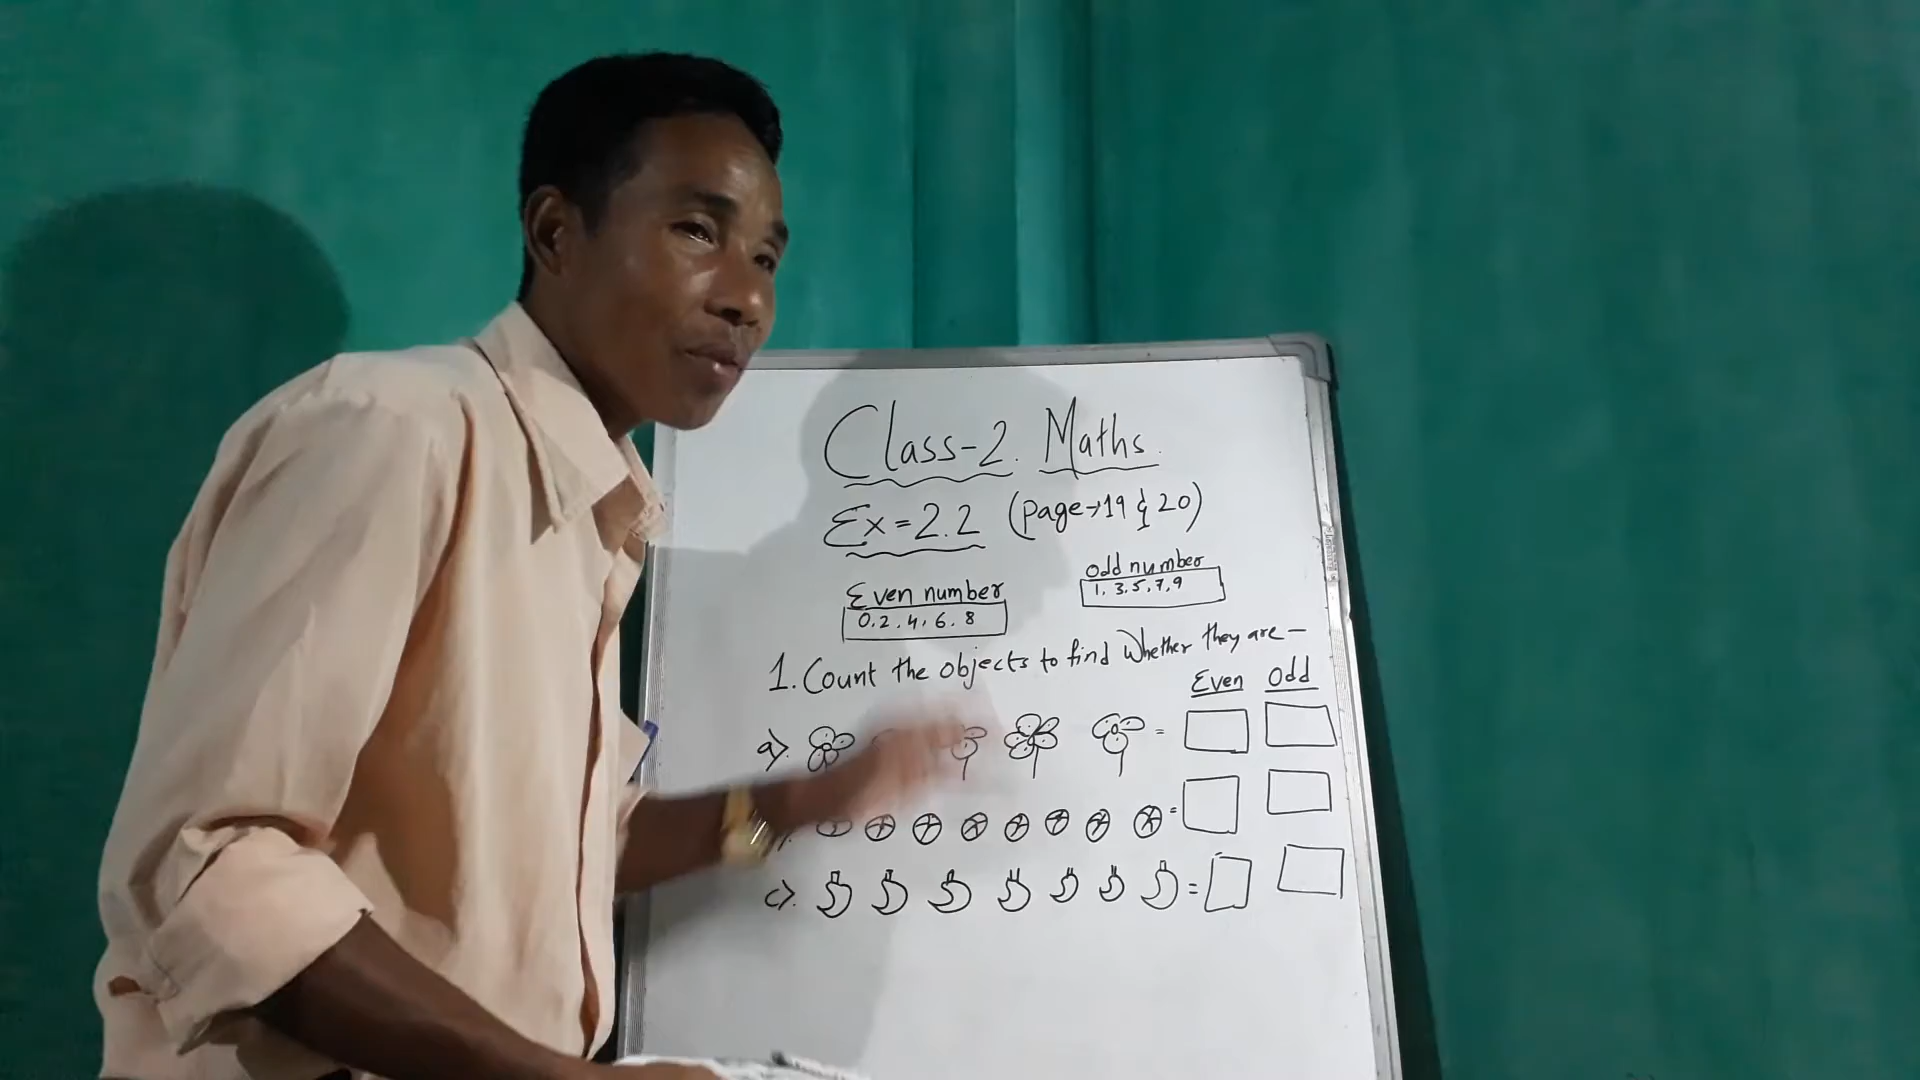 Class-2. Maths.
Ex=2.2 (page→19 & 20)
Even number
0.2.4.6.8
odd number
1,3,5,7,9
1. Count the objects to find whether they are—
Even Odd
a). =
=
c). =